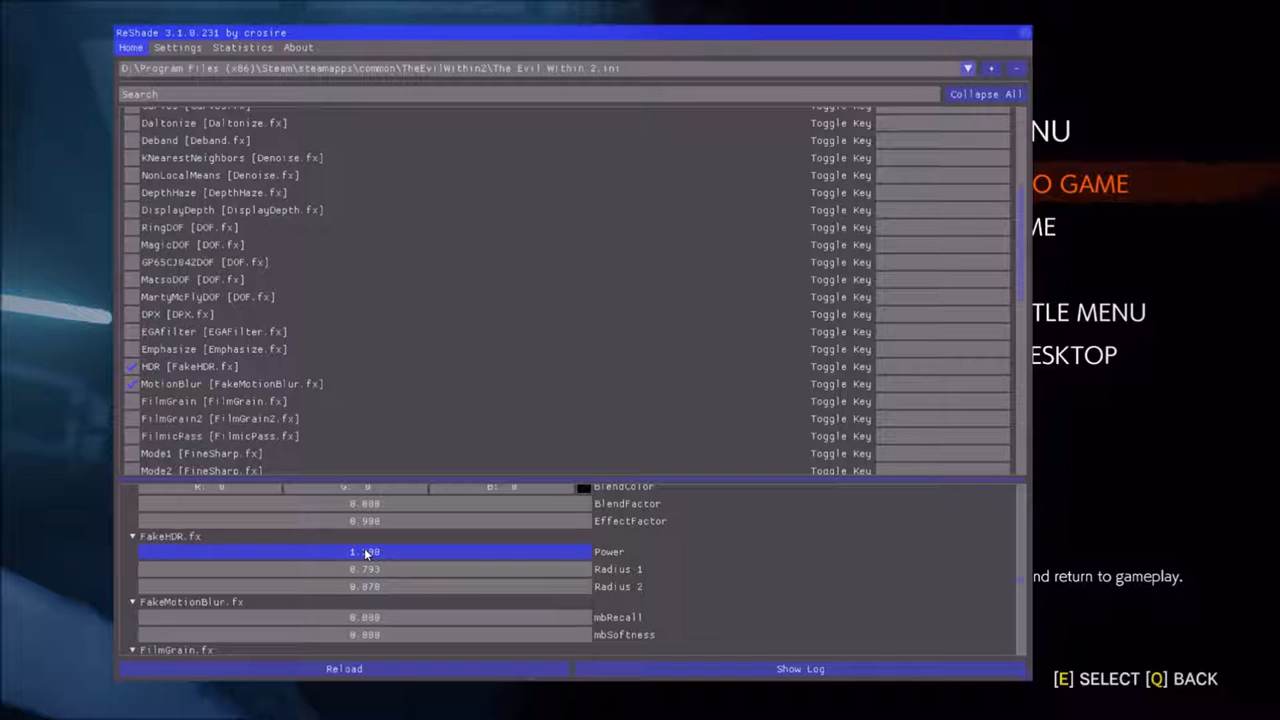 ReShade 3.1.0.231 by crosire
Home Settings Statistics About
D:\Program Files (x86)\Steam\steamapps\common\TheEvilWithin2\The Evil Within 2.ini
+ -
Search
Collapse All
Curves [Curves.fx] Toggle Key
Daltonize [Daltonize.fx] Toggle Key
Deband [Deband.fx] Toggle Key
KNearestNeighbors [Denoise.fx] Toggle Key
NonLocalMeans [Denoise.fx] Toggle Key
DepthHaze [DepthHaze.fx] Toggle Key
DisplayDepth [DisplayDepth.fx] Toggle Key
RingDOF [DOF.fx] Toggle Key
MagicDOF [DOF.fx] Toggle Key
GP65CJ042DOF [DOF.fx] Toggle Key
MatsoDOF [DOF.fx] Toggle Key
MartyMcFlyDOF [DOF.fx] Toggle Key
DPX [DPX.fx] Toggle Key
EGAfilter [EGAFilter.fx] Toggle Key
Emphasize [Emphasize.fx] Toggle Key
HDR [FakeHDR.fx] Toggle Key
MotionBlur [FakeMotionBlur.fx] Toggle Key
FilmGrain [FilmGrain.fx] Toggle Key
FilmGrain2 [FilmGrain2.fx] Toggle Key
FilmicPass [FilmicPass.fx] Toggle Key
Mode1 [FineSharp.fx] Toggle Key
Mode2 [FineSharp.fx] Toggle Key
R: 0 G: 0 B: 0 BlendColor
0.000 BlendFactor
0.900 EffectFactor
FakeHDR.fx
Power
0.793 Radius 1
0.870 Radius 2
FakeMotionBlur.fx
0.000 mbRecall
0.000 mbSoftness
FilmGrain.fx
Reload
Show Log
NU
O GAME
ME
TLE MENU
ESKTOP
nd return to gameplay.
[E] SELECT [Q] BACK